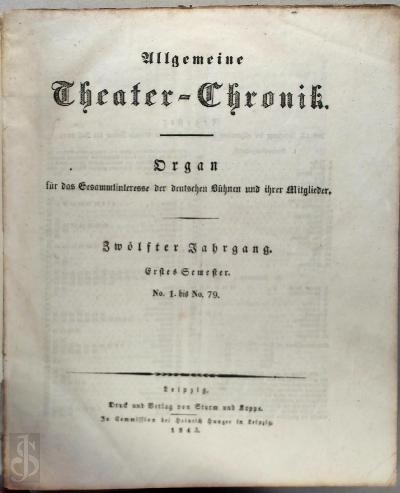 Allgemeine
Theater-Chronik.
Organ
für das Gesammtinteresse der deutschen Bühnen und ihrer Mitglieder.
Zwölfter Jahrgang.
Erstes Semester.
No. 1. bis No. 79.
Leipzig,
Druck und Verlag von Sturm und Koppe.
In Commission bei Heinrich Hunger in Leipzig.
1843.